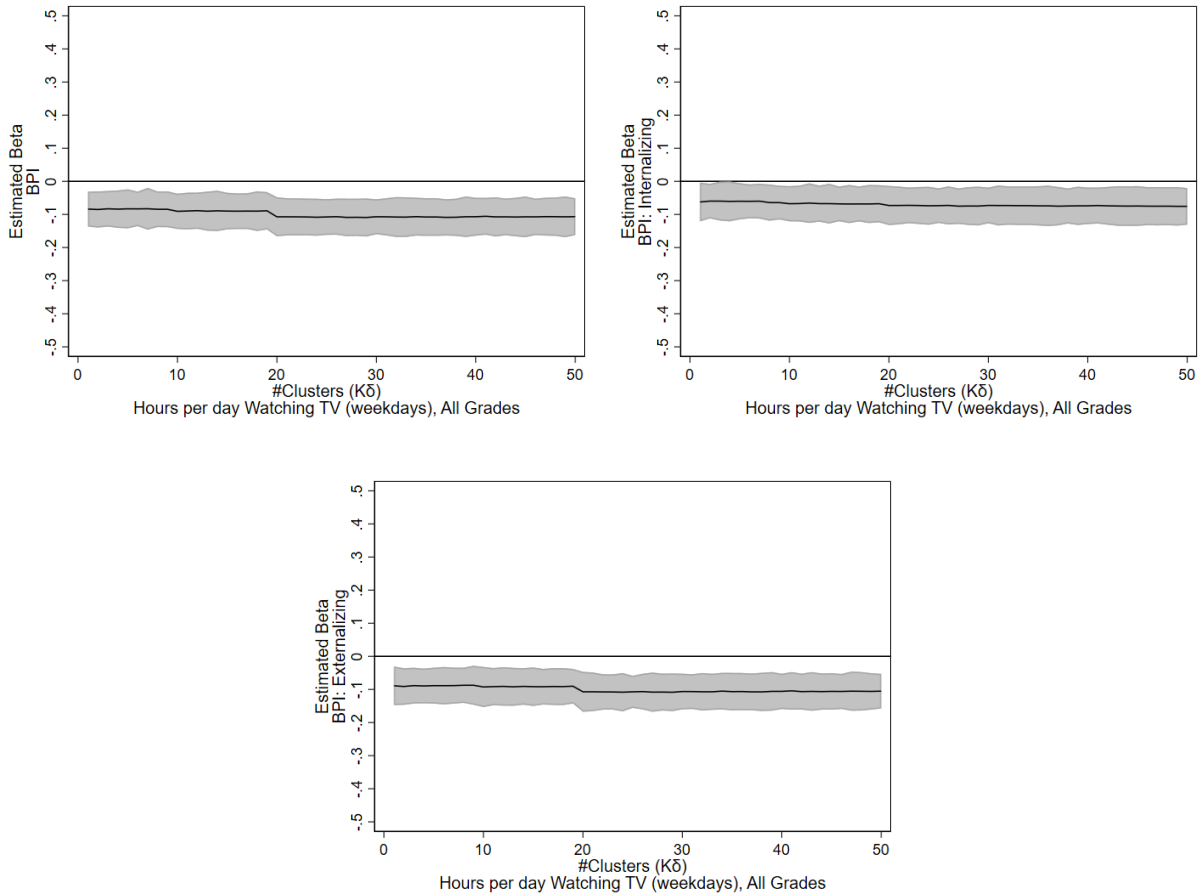 Estimated Beta
BPI
.5
.4
.3
.2
.1
0
-.1
-.2
-.3
-.4
-.5
0 10 20 30 40 50
#Clusters (Kδ)
Hours per day Watching TV (weekdays), All Grades
Estimated Beta
BPI: Internalizing
.5
.4
.3
.2
.1
0
-.1
-.2
-.3
-.4
-.5
0 10 20 30 40 50
#Clusters (Kδ)
Hours per day Watching TV (weekdays), All Grades
Estimated Beta
BPI: Externalizing
.5
.4
.3
.2
.1
0
-.1
-.2
-.3
-.4
-.5
0 10 20 30 40 50
#Clusters (Kδ)
Hours per day Watching TV (weekdays), All Grades